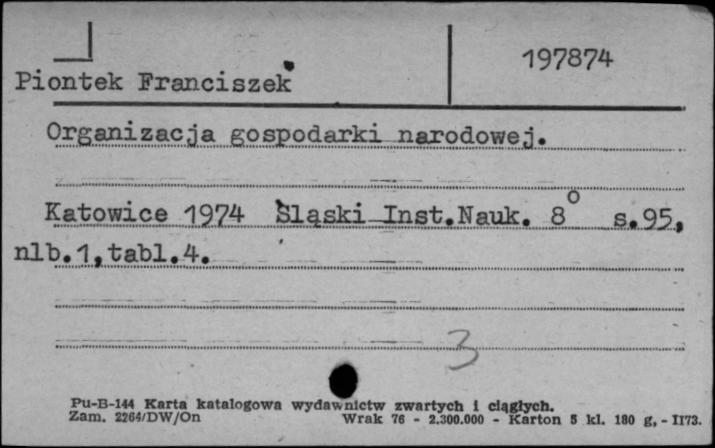 197874
Piontek Franciszek
Organizacja gospodarki narodowej.
Katowice 1974 Śląski Inst.Nauk. 8° s.95,
nlb.1,tabl.4.
3
Pu-B-144 Karta katalogowa wydawnictw zwartych i ciągłych.
Zam. 2264/DW/On Wrak 76 - 2.300.000 - Karton 5 kl. 180 g, - II73.